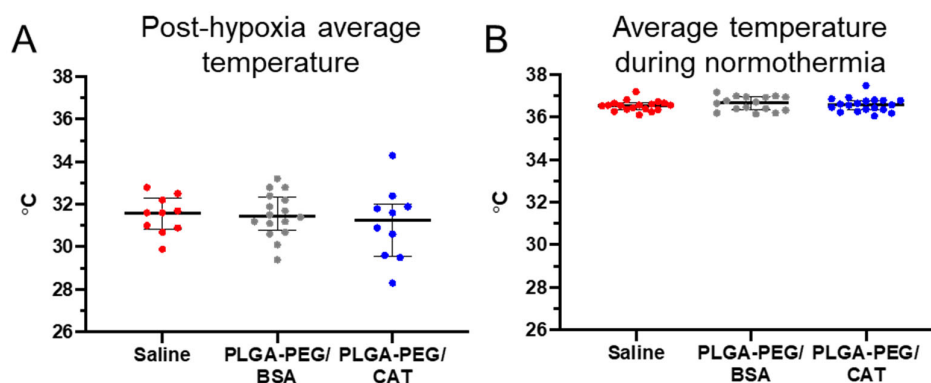 A
Post-hypoxia average
temperature
38
36
34
32
30
28
26
°C
Saline
PLGA-PEG/
BSA
PLGA-PEG/
CAT
B
Average temperature
during normothermia
38
36
34
32
30
28
26
°C
Saline
PLGA-PEG/
BSA
PLGA-PEG/
CAT